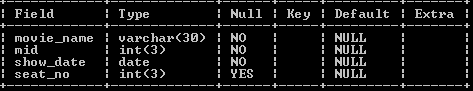 Field | Type | Null | Key | Default | Extra
movie_name | varchar(30) | NO | | NULL |
mid | int(3) | NO | | NULL |
show_date | date | NO | | NULL |
seat_no | int(3) | YES | | NULL |